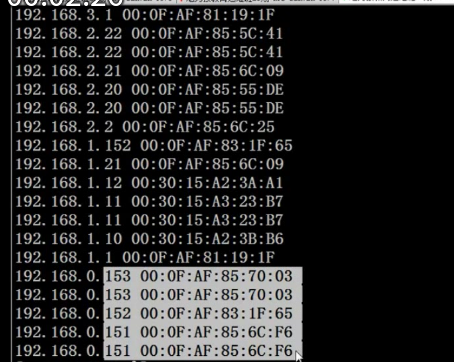 00:02:20
192.168.3.1 00:0F:AF:81:19:1F
192.168.2.22 00:0F:AF:85:5C:41
192.168.2.22 00:0F:AF:85:5C:41
192.168.2.21 00:0F:AF:85:6C:09
192.168.2.20 00:0F:AF:85:55:DE
192.168.2.20 00:0F:AF:85:55:DE
192.168.2.2 00:0F:AF:85:6C:25
192.168.1.152 00:0F:AF:83:1F:65
192.168.1.21 00:0F:AF:85:6C:09
192.168.1.12 00:30:15:A2:3A:A1
192.168.1.11 00:30:15:A3:23:B7
192.168.1.11 00:30:15:A3:23:B7
192.168.1.10 00:30:15:A2:3B:B6
192.168.1.1 00:0F:AF:81:19:1F
192.168.0.153 00:0F:AF:85:70:03
192.168.0.153 00:0F:AF:85:70:03
192.168.0.152 00:0F:AF:83:1F:65
192.168.0.151 00:0F:AF:85:6C:F6
192.168.0.151 00:0F:AF:85:6C:F6